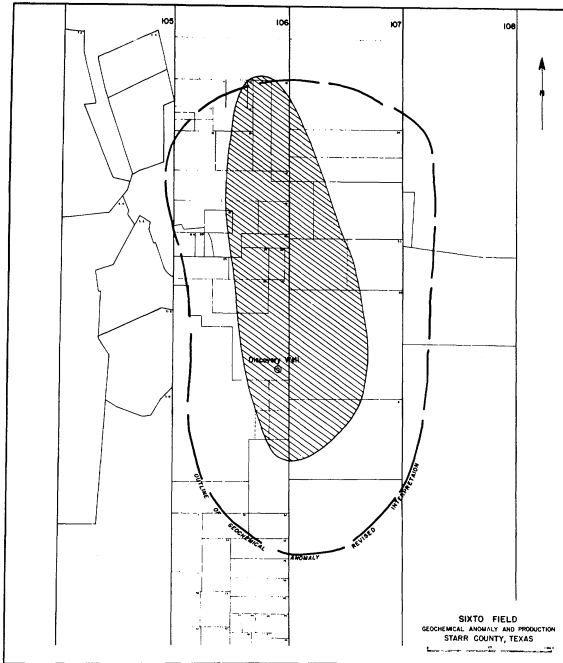 105 106 107 108
N
Discovery Well
OUTLINE OF GEOCHEMICAL ANOMALY REVISED INTERPRETAION
SIXTO FIELD
GEOCHEMICAL ANOMALY AND PRODUCTION
STARR COUNTY, TEXAS